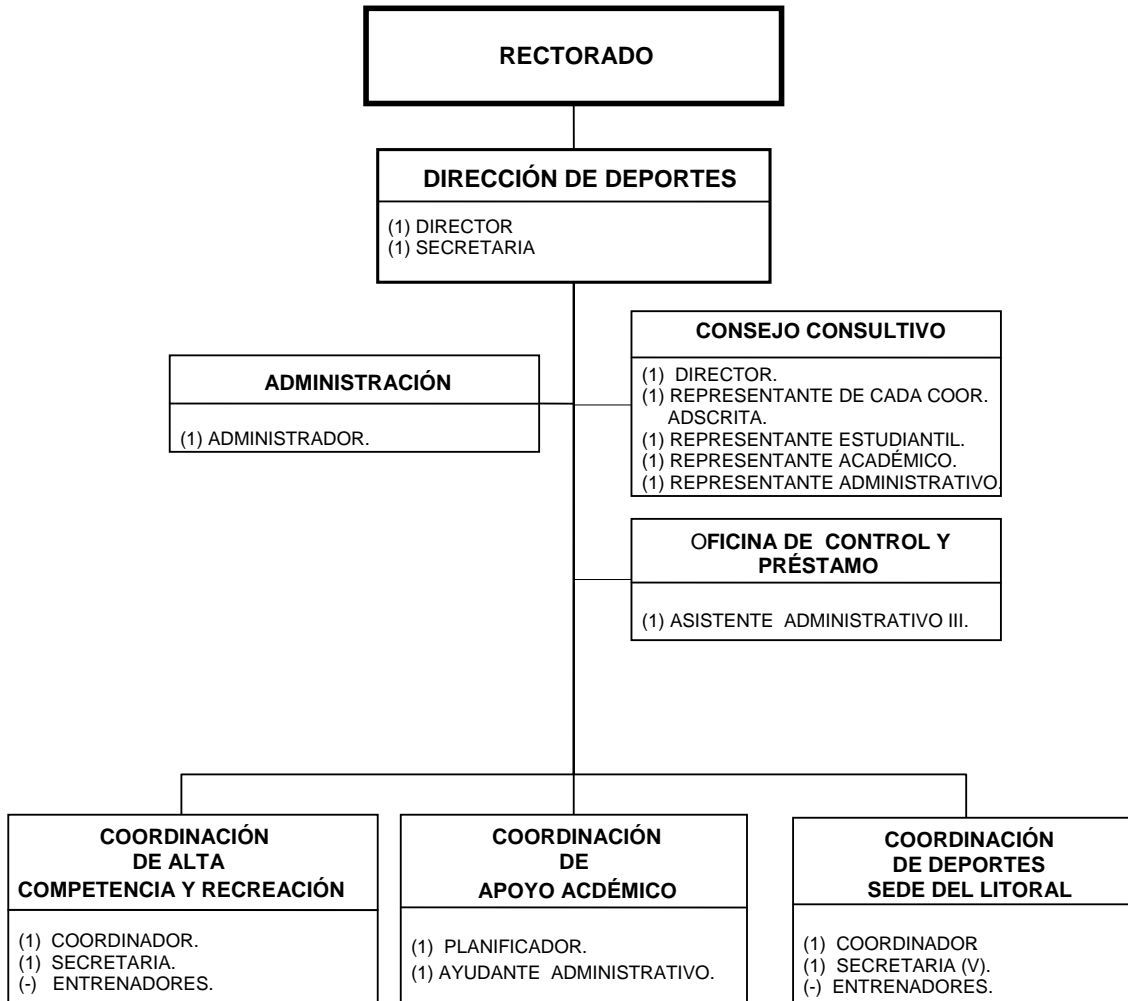 RECTORADO
DIRECCIÓN DE DEPORTES
(1) DIRECTOR
(1) SECRETARIA
CONSEJO CONSULTIVO
(1) DIRECTOR.
(1) REPRESENTANTE DE CADA COOR.
ADSCRITA.
(1) REPRESENTANTE ESTUDIANTIL.
(1) REPRESENTANTE ACADÉMICO.
(1) REPRESENTANTE ADMINISTRATIVO.
ADMINISTRACIÓN
(1) ADMINISTRADOR.
OFICINA DE CONTROL Y
PRÉSTAMO
(1) ASISTENTE ADMINISTRATIVO III.
COORDINACIÓN
DE ALTA
COMPETENCIA Y RECREACIÓN
(1) COORDINADOR.
(1) SECRETARIA.
(-) ENTRENADORES.
COORDINACIÓN
DE
APOYO ACDÉMICO
(1) PLANIFICADOR.
(1) AYUDANTE ADMINISTRATIVO.
COORDINACIÓN
DE DEPORTES
SEDE DEL LITORAL
(1) COORDINADOR
(1) SECRETARIA (V).
(-) ENTRENADORES.